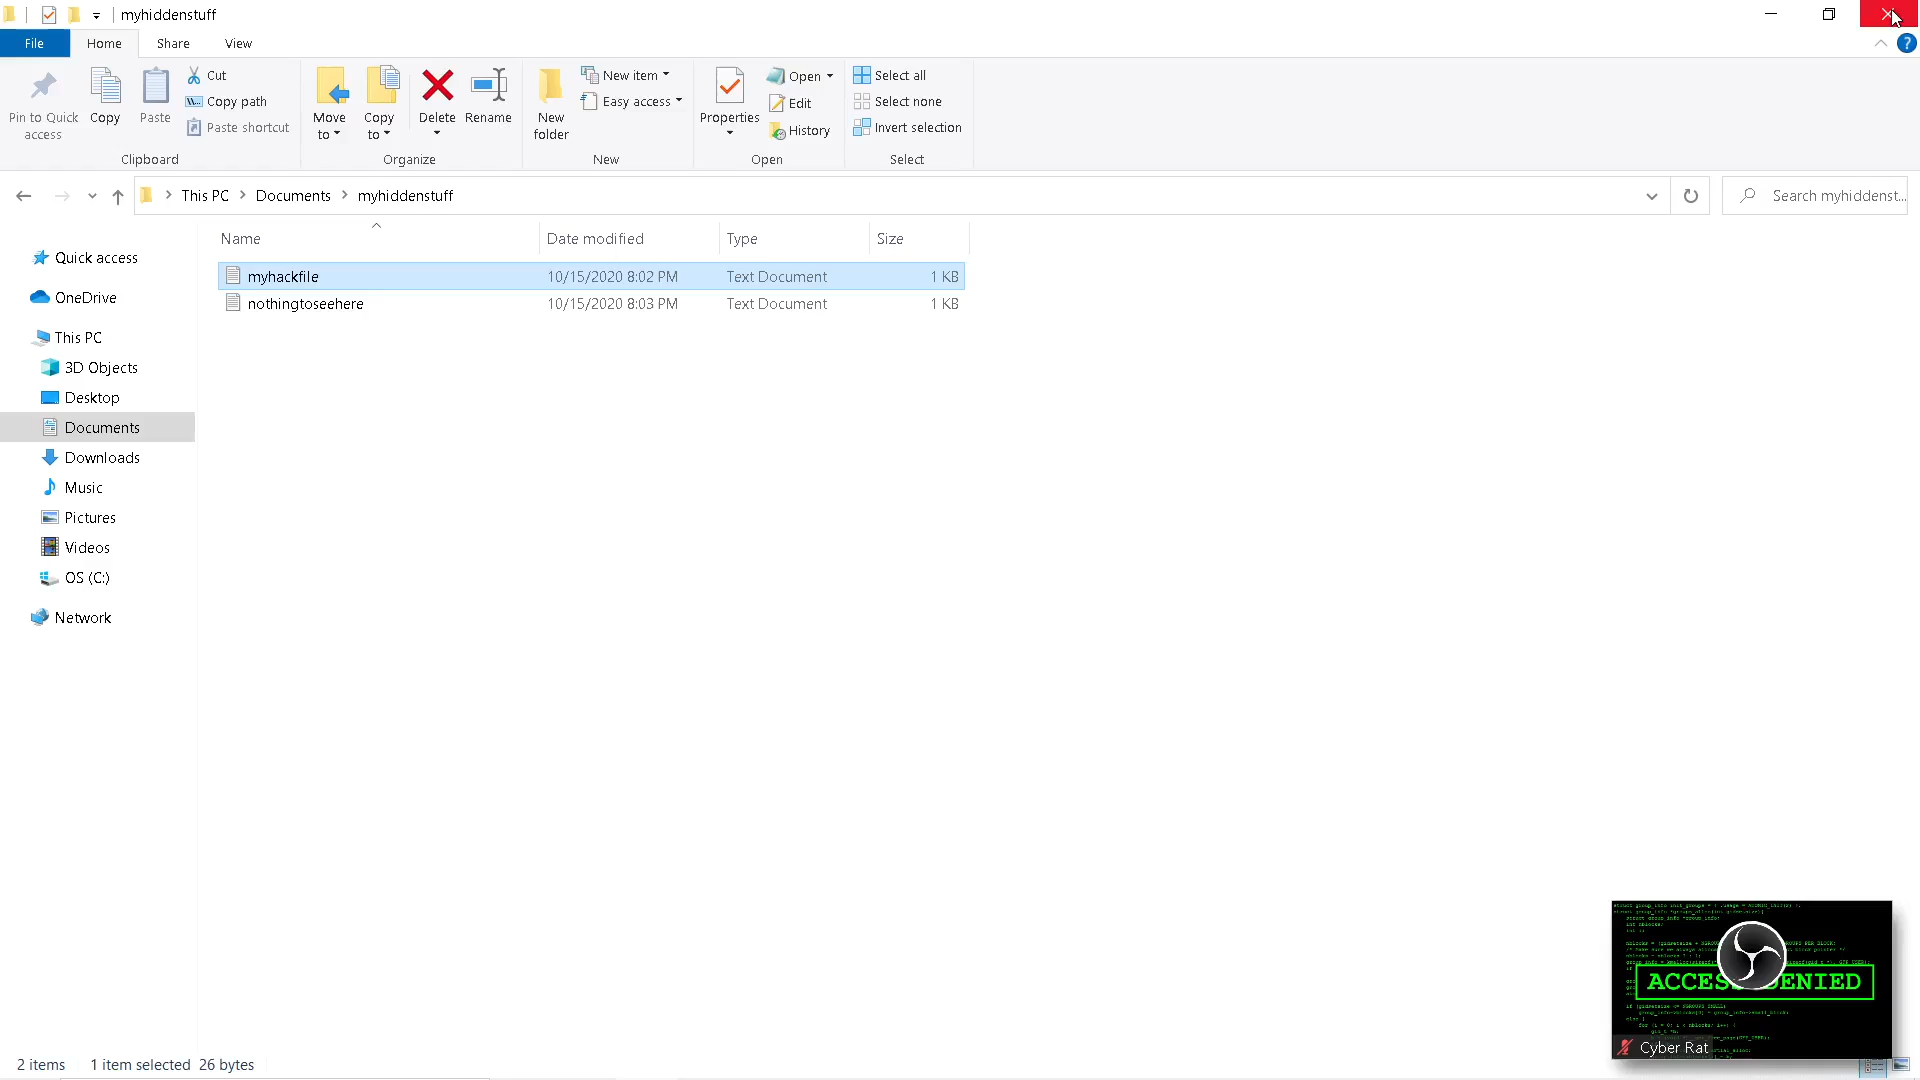 myhiddenstuff
File Home Share View
Pin to Quick access
Copy
Paste
Cut
Copy path
Paste shortcut
Clipboard
Move to
Copy to
Delete
Rename
Organize
New folder
New item
Easy access
New
Properties
Open
Edit
History
Open
Select all
Select none
Invert selection
Select
This PC > Documents > myhiddenstuff
Search myhiddenst...
Name Date modified Type Size
myhackfile 10/15/2020 8:02 PM Text Document 1 KB
nothingtoseehere 10/15/2020 8:03 PM Text Document 1 KB
Quick access
OneDrive
This PC
3D Objects
Desktop
Documents
Downloads
Music
Pictures
Videos
OS (C:)
Network
ACCESS DENIED
Cyber Rat
2 items 1 item selected 26 bytes